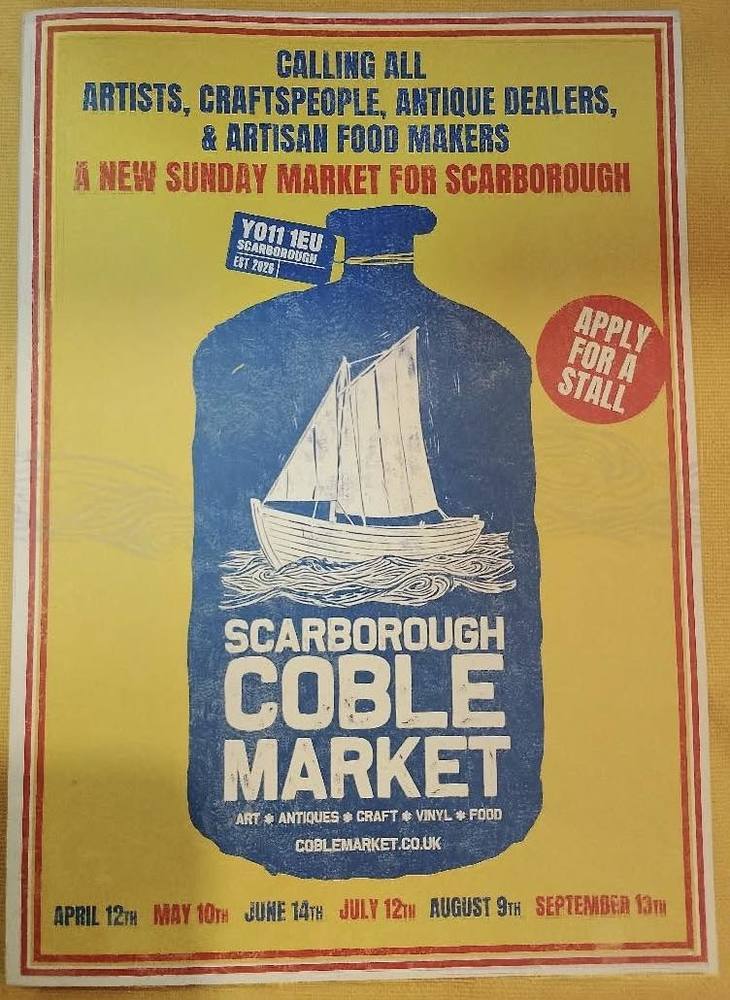 CALLING ALL
ARTISTS, CRAFTSPEOPLE, ANTIQUE DEALERS,
& ARTISAN FOOD MAKERS
A NEW SUNDAY MARKET FOR SCARBOROUGH
YO11 1EU
SCARBOROUGH
EST 2026
APPLY
FOR A
STALL
SCARBOROUGH
COBLE
MARKET
ART * ANTIQUES * CRAFT * VINYL * FOOD
COBLEMARKET.CO.UK
APRIL 12TH MAY 10TH JUNE 14TH JULY 12TH AUGUST 9TH SEPTEMBER 13TH